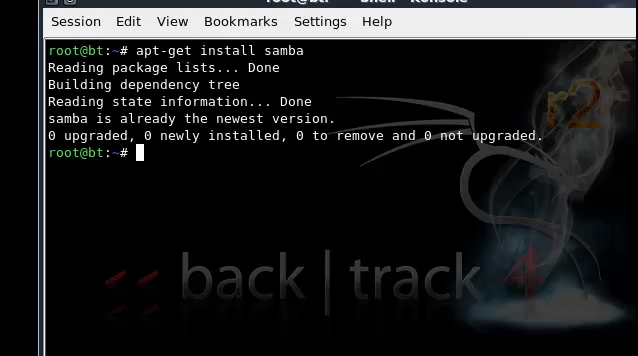 Session Edit View Bookmarks Settings Help
root@bt:~# apt-get install samba
Reading package lists... Done
Building dependency tree
Reading state information... Done
samba is already the newest version.
0 upgraded, 0 newly installed, 0 to remove and 0 not upgraded.
root@bt:~#
r2
<< back | track 4